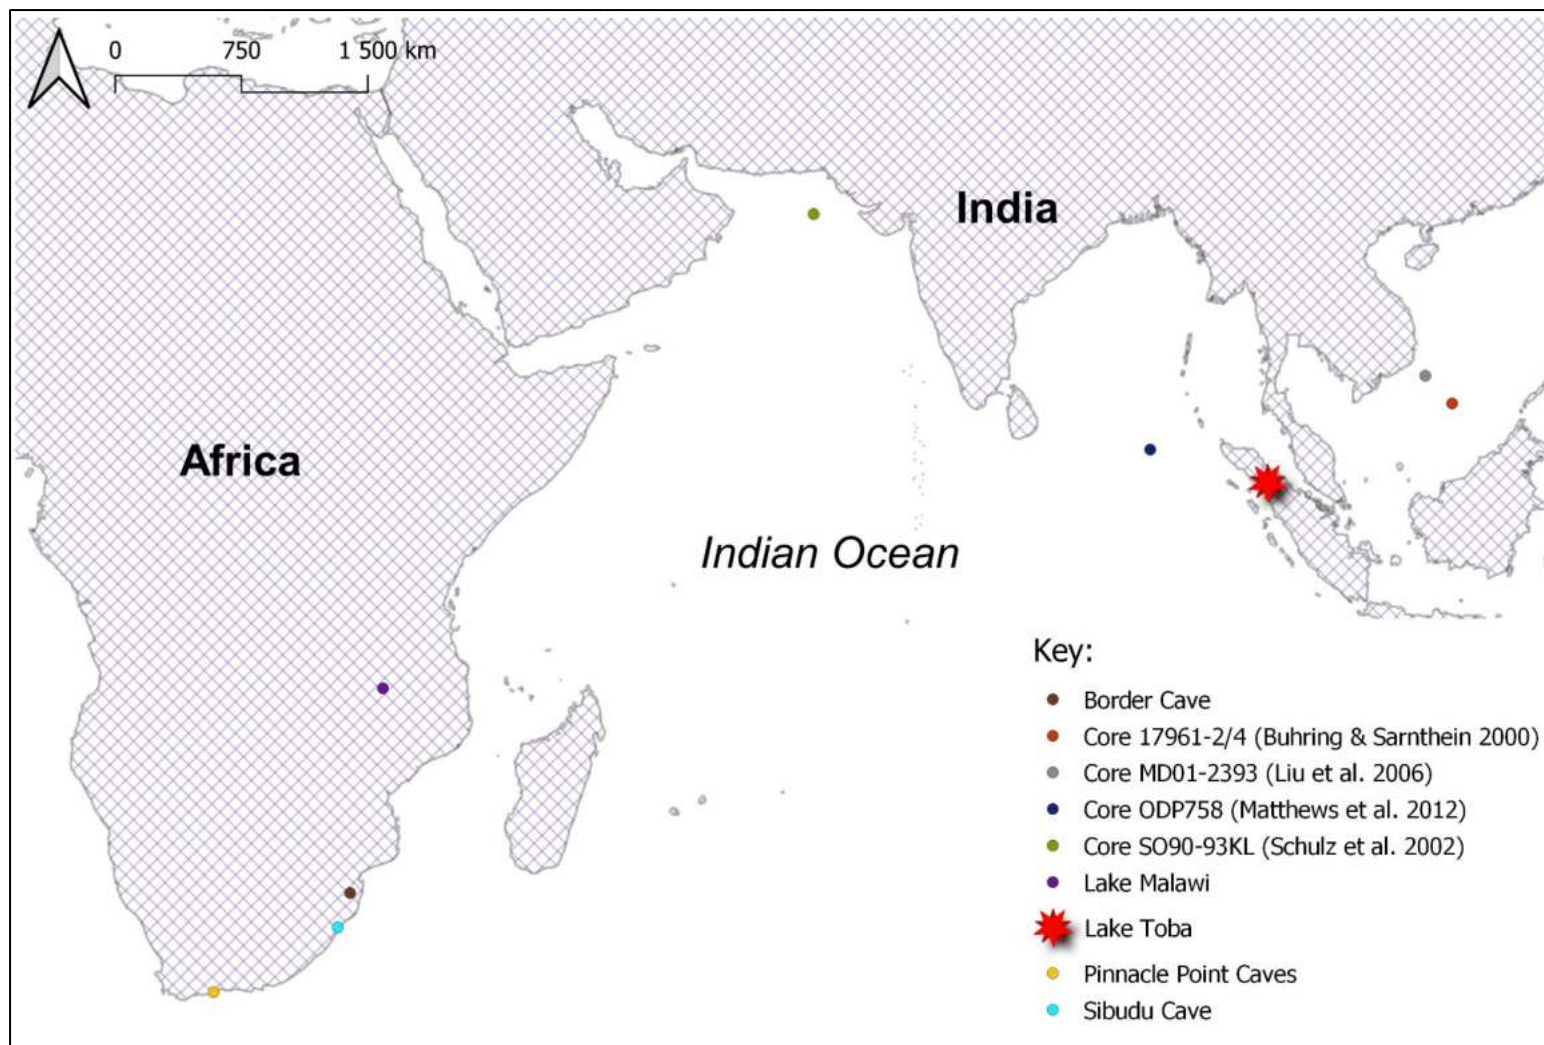 0 750 1 500 km
India
Africa
Indian Ocean
Key:
Border Cave
Core 17961-2/4 (Buhring & Sarnthein 2000)
Core MD01-2393 (Liu et al. 2006)
Core ODP758 (Matthews et al. 2012)
Core SO90-93KL (Schulz et al. 2002)
Lake Malawi
Lake Toba
Pinnacle Point Caves
Sibudu Cave